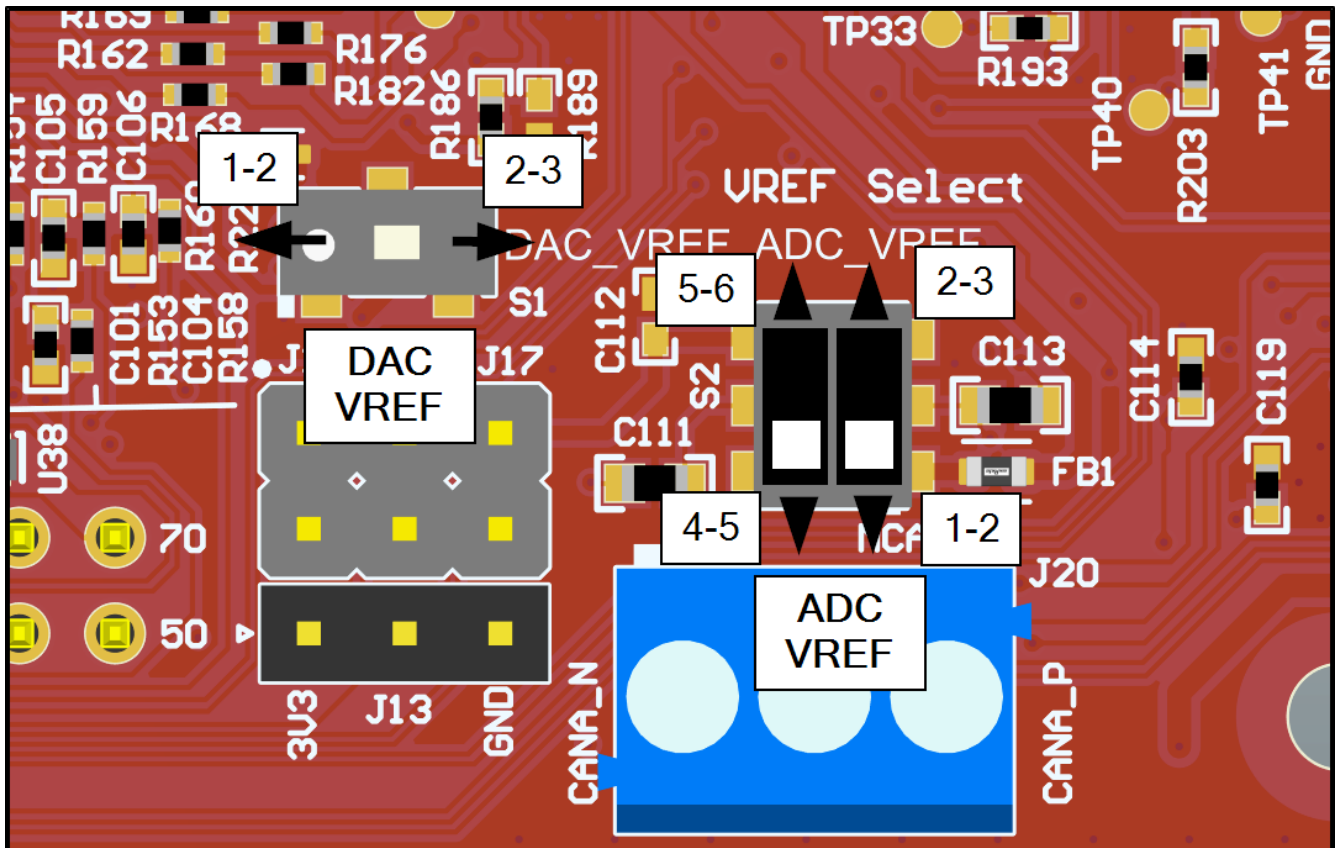 R162
R176
R182
R168
R186
R189
TP33
R193
TP40
R203
TP41
GND
C105
R159
C106
1-2
2-3
VREF Select
DAC_VREF ADC_VREF
S1
C112
5-6
2-3
C101
R153
C104
R158
DAC
VREF
J17
S2
C113
C114
C119
C111
FB1
U38
4-5
1-2
J20
70
50
ADC
VREF
3V3
J13
GND
CANA_N
CANA_P